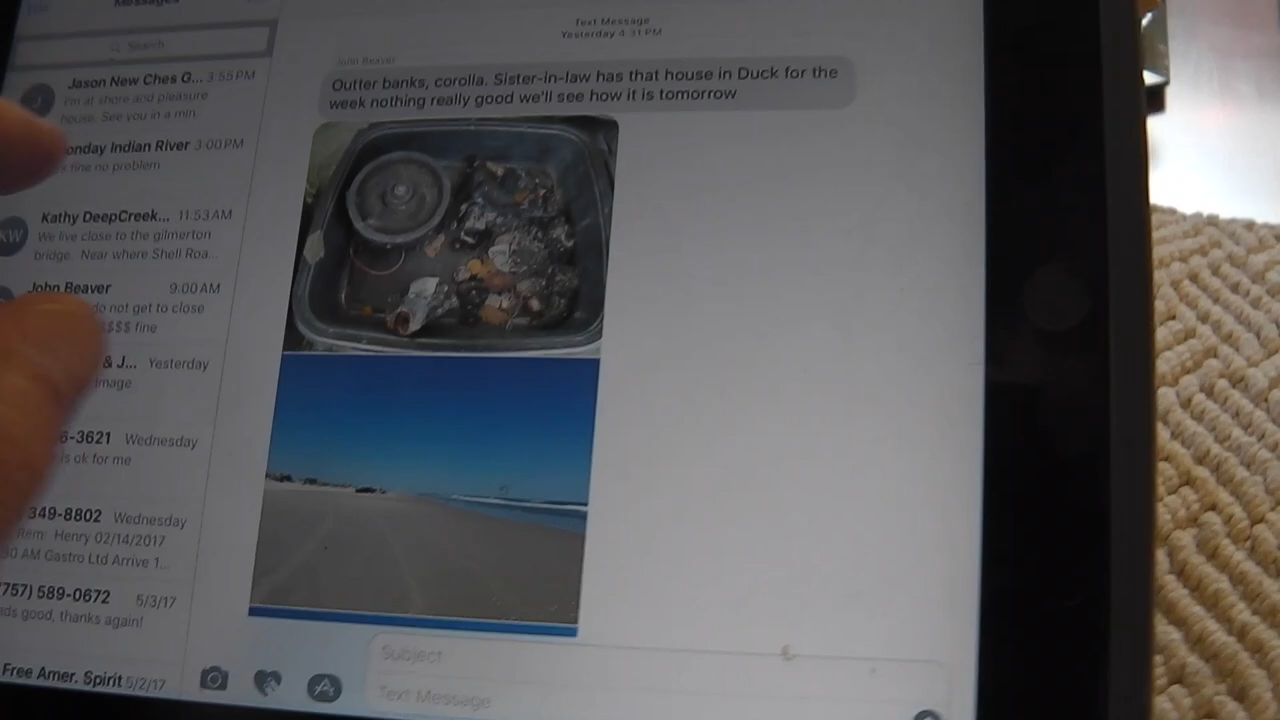 Messages
Search
Jason New Ches G... 3:55 PM
I'm at shore and pleasure
house. See you in a min.
onday Indian River 3:00 PM
s fine no problem
KW
Kathy DeepCreek... 11:53 AM
We live close to the gilmerton
bridge. Near where Shell Roa...
John Beaver 9:00 AM
do not get to close
$$$ fine
& J... Yesterday
image
6-3621 Wednesday
is ok for me
349-8802 Wednesday
Rem: Henry 02/14/2017
30 AM Gastro Ltd Arrive 1...
757) 589-0672 5/3/17
nds good, thanks again!
Free Amer. Spirit 5/2/17
Text Message
Yesterday 4:31 PM
John Beaver
Outter banks, corolla. Sister-in-law has that house in Duck for the
week nothing really good we'll see how it is tomorrow
Subject
Text Message